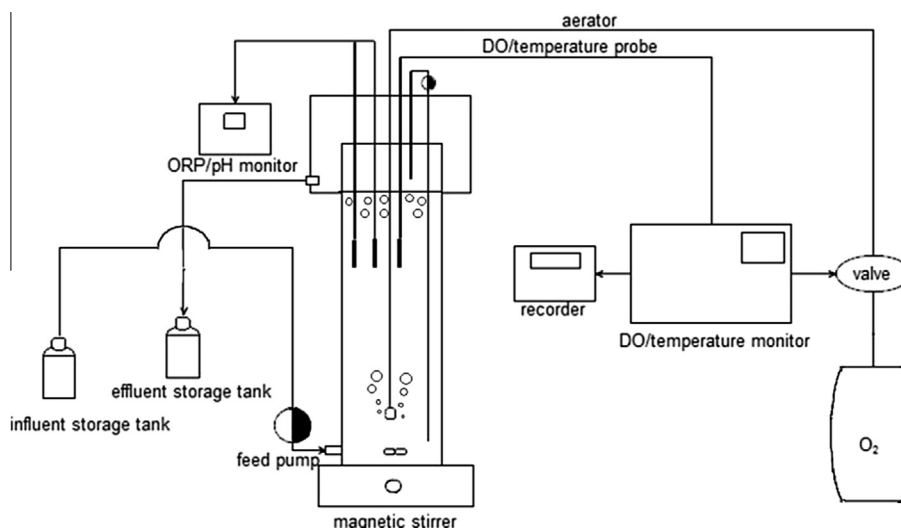 aerator
DO/temperature probe
ORP/pH monitor
valve
recorder
DO/temperature monitor
effluent storage tank
influent storage tank
feed pump
O₂
magnetic stirrer